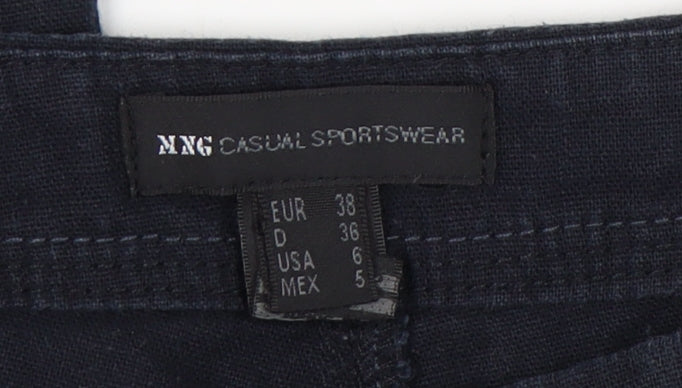 MNG CASUAL SPORTSWEAR
EUR 38
D 36
USA 6
MEX 5